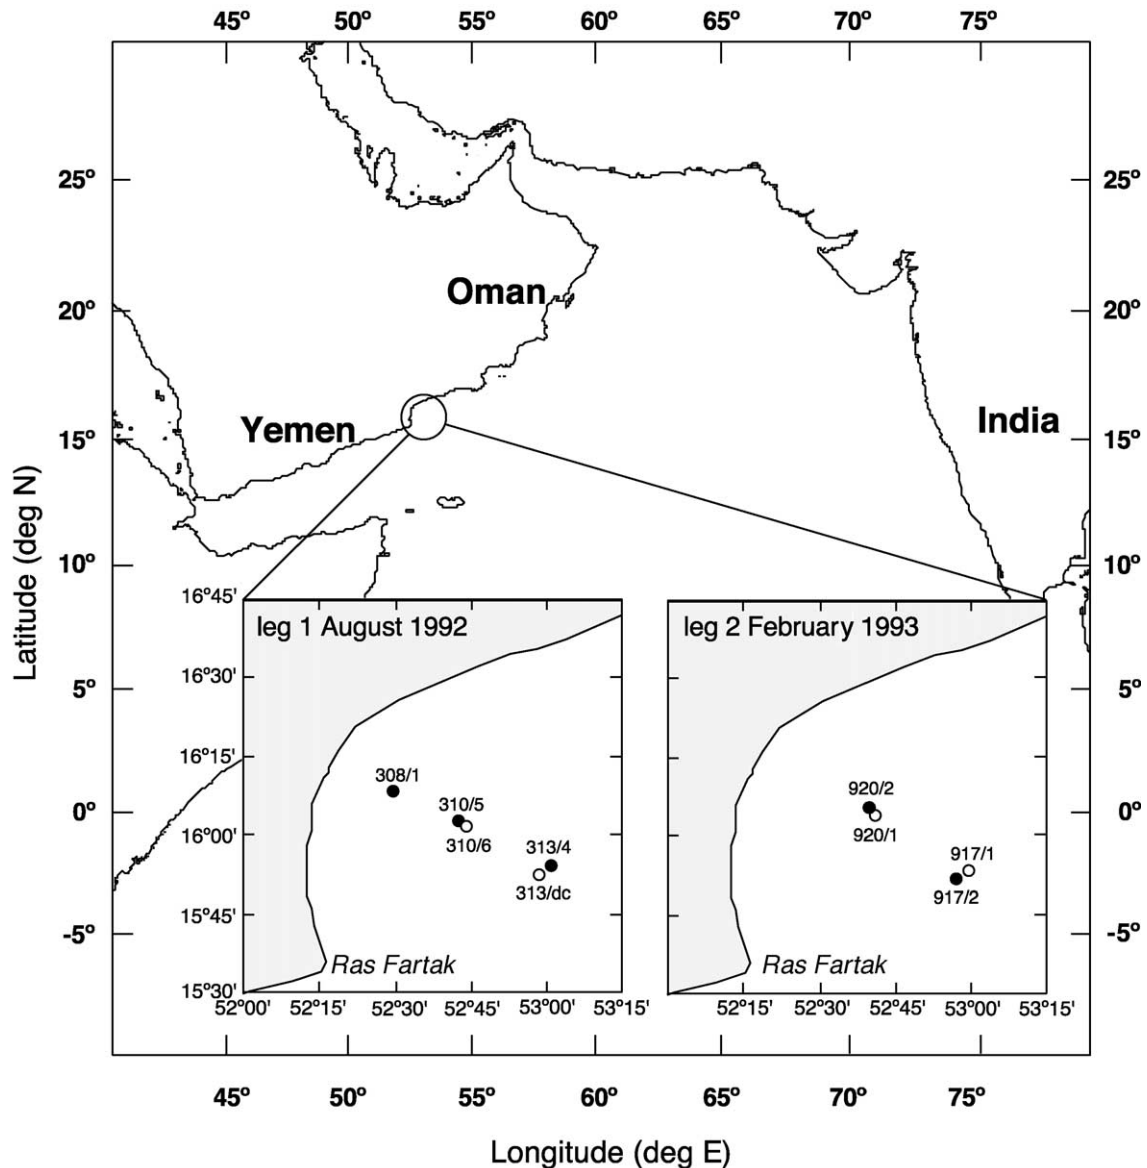 45º 50º 55º 60º 65º 70º 75º
25º 25º
Oman
20º 20º
Yemen India
15º 15º
10º 10º
5º 5º
0º 0º
-5º -5º
Latitude (deg N)
16º45'
leg 1 August 1992
16º30'
16º15'
308/1
310/5
16º00'
310/6
313/4
313/dc
15º45'
Ras Fartak
15º30'
52º00' 52º15' 52º30' 52º45' 53º00' 53º15'
leg 2 February 1993
920/2
920/1
917/1
917/2
Ras Fartak
52º15' 52º30' 52º45' 53º00' 53º15'
45º 50º 55º 60º 65º 70º 75º
Longitude (deg E)